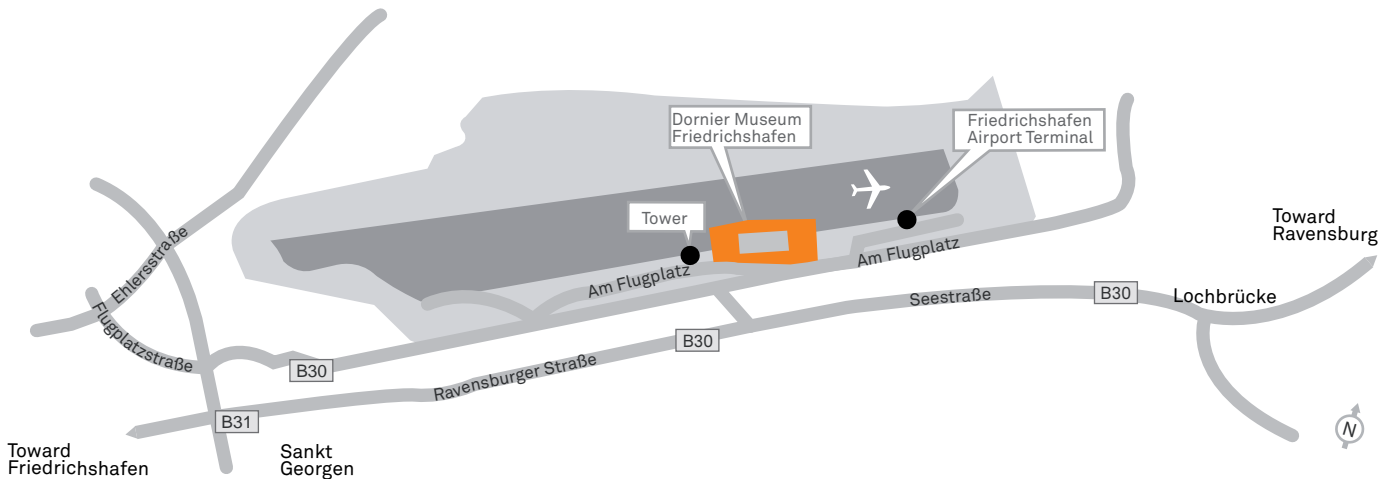 Dornier Museum
Friedrichshafen
Friedrichshafen
Airport Terminal
Tower
Toward
Ravensburg
Ehlersstraße
Am Flugplatz
Am Flugplatz
Flugplatzstraße
Seestraße
B30
Lochbrücke
B30
B30
Ravensburger Straße
B31
Toward
Friedrichshafen
Sankt
Georgen
N